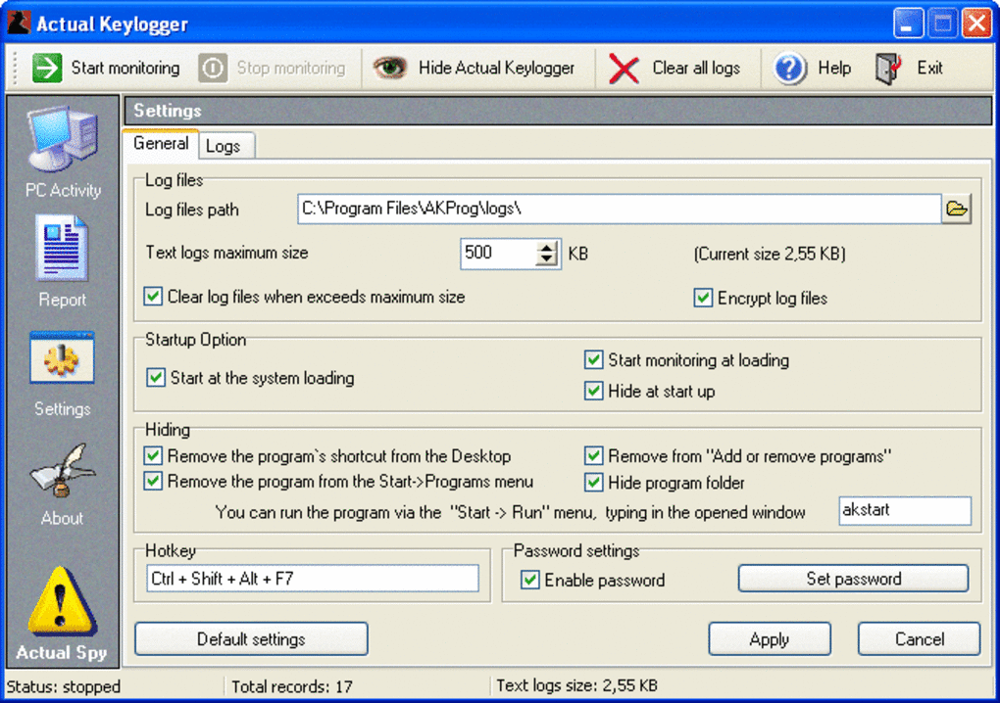 Actual Keylogger
Start monitoring Stop monitoring Hide Actual Keylogger Clear all logs Help Exit
PC Activity
Report
Settings
About
Actual Spy
Settings
General Logs
Log files
Log files path C:\Program Files\AKProg\logs\
Text logs maximum size 500 KB (Current size 2,55 KB)
Clear log files when exceeds maximum size Encrypt log files
Startup Option
Start at the system loading
Start monitoring at loading
Hide at start up
Hiding
Remove the program`s shortcut from the Desktop Remove from "Add or remove programs"
Remove the program from the Start->Programs menu Hide program folder
You can run the program via the "Start -> Run" menu, typing in the opened window akstart
Hotkey
Ctrl + Shift + Alt + F7
Password settings
Enable password Set password
Default settings Apply Cancel
Status: stopped Total records: 17 Text logs size: 2,55 KB